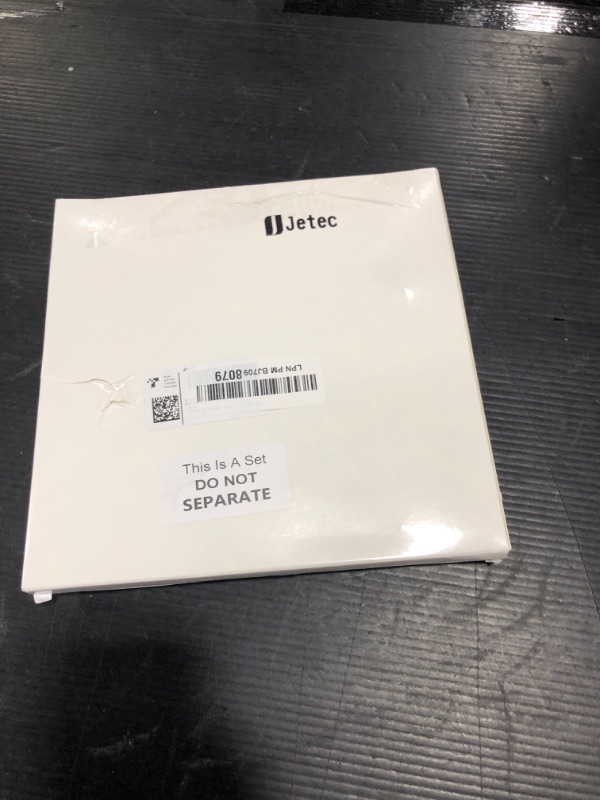 Jetec
LPN PM BJ709 8079
This Is A Set
DO NOT
SEPARATE